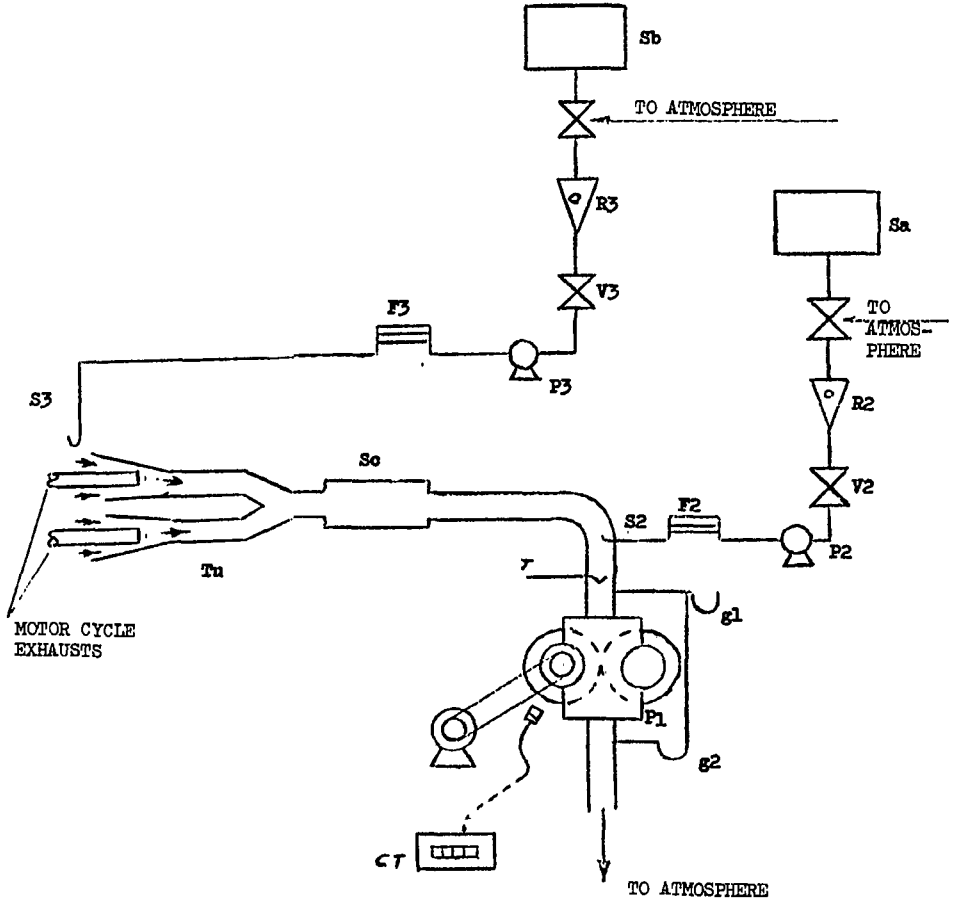 Sb
TO ATMOSPHERE
R3
Sa
V3
TO
ATMOS-
PHERE
F3
P3
R2
S3
Sc
V2
F2
S2
P2
T
Tu
g1
MOTOR CYCLE
EXHAUSTS
P1
g2
CT
TO ATMOSPHERE